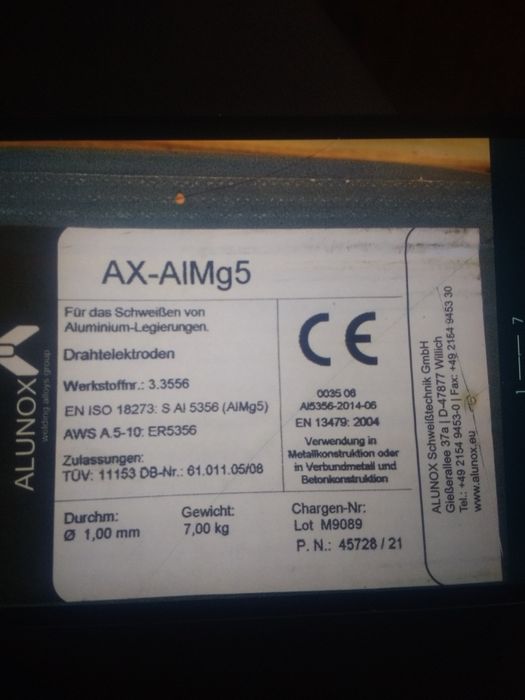 AX-AlMg5
Für das Schweißen von
Aluminium-Legierungen.
Drahtelektroden
Werkstoffnr.: 3.3556
EN ISO 18273: S Al 5356 (AlMg5)
AWS A.5-10: ER5356
Zulassungen:
TÜV: 11153 DB-Nr.: 61.011.05/08
CE
0035 06
Al5356-2014-06
EN 13479: 2004
Verwendung in
Metallkonstruktion oder
in Verbundmetall und
Betonkonstruktion
Durchm:
Ø 1,00 mm
Gewicht:
7,00 kg
Chargen-Nr:
Lot M9089
P. N.: 45728 / 21
ALUNOX
welding alloys group
ALUNOX Schweißtechnik GmbH
Gießerallee 37a | D-47877 Willich
Tel.: +49 2154 9453-0 | Fax: +49 2154 9453 30
www.alunox.eu